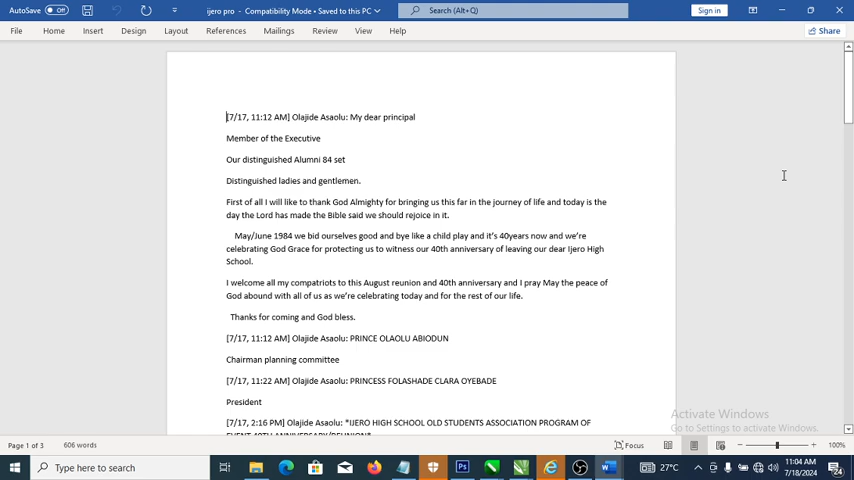 AutoSave Off ijero pro - Compatibility Mode • Saved to this PC Search (Alt+Q) Sign in
File Home Insert Design Layout References Mailings Review View Help Share
[7/17, 11:12 AM] Olajide Asaolu: My dear principal
Member of the Executive
Our distinguished Alumni 84 set
Distinguished ladies and gentlemen.
First of all I will like to thank God Almighty for bringing us this far in the journey of life and today is the
day the Lord has made the Bible said we should rejoice in it.
May/June 1984 we bid ourselves good and bye like a child play and it's 40years now and we're
celebrating God Grace for protecting us to witness our 40th anniversary of leaving our dear Ijero High
School.
I welcome all my compatriots to this August reunion and 40th anniversary and I pray May the peace of
God abound with all of us as we're celebrating today and for the rest of our life.
Thanks for coming and God bless.
[7/17, 11:12 AM] Olajide Asaolu: PRINCE OLAOLU ABIODUN
Chairman planning committee
[7/17, 11:22 AM] Olajide Asaolu: PRINCESS FOLASHADE CLARA OYEBADE
President
[7/17, 2:16 PM] Olajide Asaolu: *IJERO HIGH SCHOOL OLD STUDENTS ASSOCIATION PROGRAM OF
EVENT 40TH ANNIVERSARY/REUNION*
Activate Windows
Go to Settings to activate Windows.
Page 1 of 3 606 words Focus 100%
Type here to search 27°C 11:04 AM
7/18/2024 24